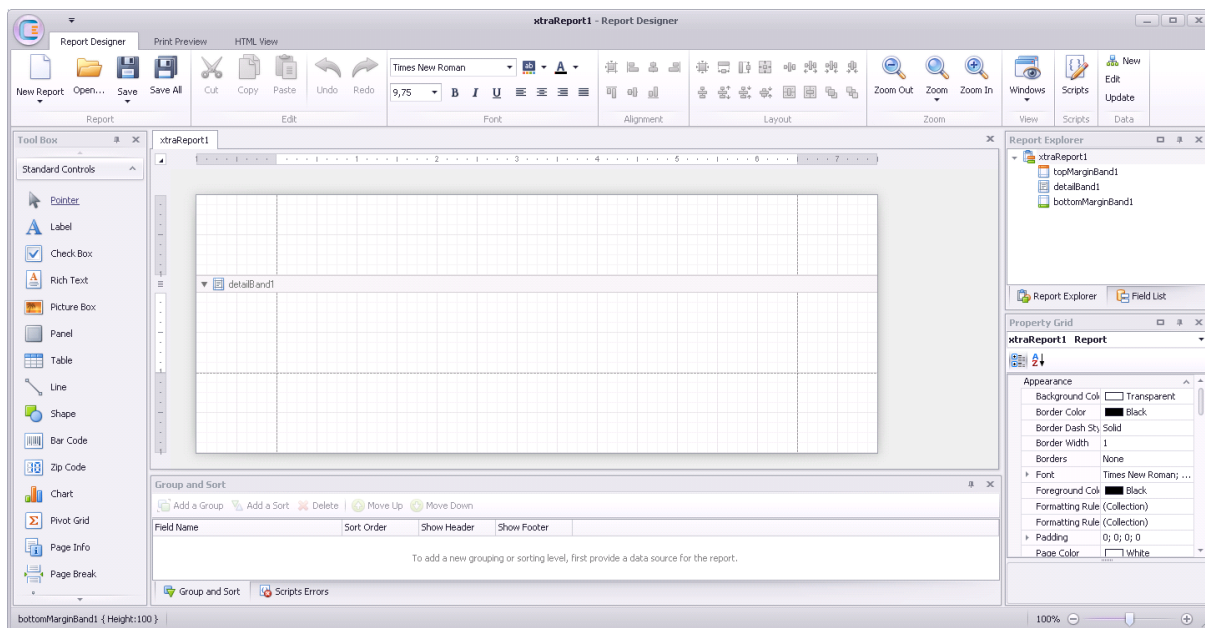 xtraReport1 - Report Designer
Report Designer Print Preview HTML View
New Report Open... Save Save All Cut Copy Paste Undo Redo Times New Roman ab A Zoom Out Zoom Zoom In Windows Scripts New
Edit
Update
9,75 B I U
Report Edit Font Alignment Layout Zoom View Scripts Data
Tool Box
Standard Controls
Pointer
Label
Check Box
Rich Text
Picture Box
Panel
Table
Line
Shape
Bar Code
Zip Code
Chart
Pivot Grid
Page Info
Page Break
xtraReport1
1 2 3 4 5 6 7
detailBand1
Group and Sort
Add a Group Add a Sort Delete Move Up Move Down
Field Name Sort Order Show Header Show Footer
To add a new grouping or sorting level, first provide a data source for the report.
Group and Sort Scripts Errors
Report Explorer
xtraReport1
topMarginBand1
detailBand1
bottomMarginBand1
Report Explorer Field List
Property Grid
xtraReport1 Report
Appearance
Background Col Transparent
Border Color Black
Border Dash Sty Solid
Border Width 1
Borders None
Font Times New Roman; ...
Foreground Col Black
Formatting Rule (Collection)
Formatting Rule (Collection)
Padding 0; 0; 0; 0
Page Color White
bottomMarginBand1 { Height:100 }
100%